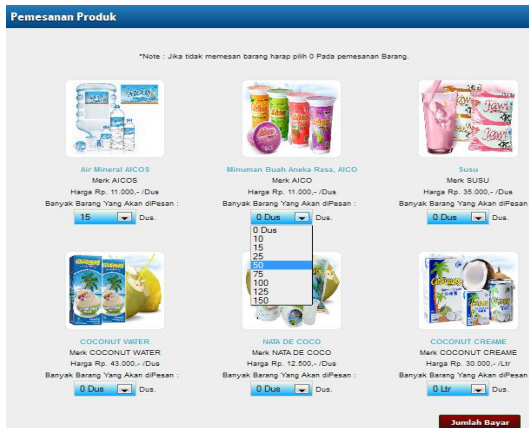 Pemesanan Produk
*Note : Jika tidak memesan barang harap pilih 0 Pada pemesanan Barang.
Air Mineral AICOS
Merk AICOS
Harga Rp. 11.000,- /Dus
Banyak Barang Yang Akan diPesan :
15 Dus.
Minuman Buah Aneka Rasa, AICO
Merk AICO
Harga Rp. 11.000,- /Dus
Banyak Barang Yang Akan diPesan :
0 Dus Dus.
0 Dus
10
15
25
50
75
100
125
150
Susu
Merk SUSU
Harga Rp. 35.000,- /Dus
Banyak Barang Yang Akan diPesan
0 Dus Dus.
COCONUT WATER
Merk COCONUT WATER
Harga Rp. 43.000,- /Dus
Banyak Barang Yang Akan diPesan :
0 Dus Dus.
NATA DE COCO
Merk NATA DE COCO
Harga Rp. 12.500,- /Dus
Banyak Barang Yang Akan diPesan :
0 Dus Dus.
COCONUT CREAME
Merk COCONUT CREAME
Harga Rp. 30.000,- /Ltr
Banyak Barang Yang Akan diPesan
0 Ltr Dus.
Jumlah Bayar